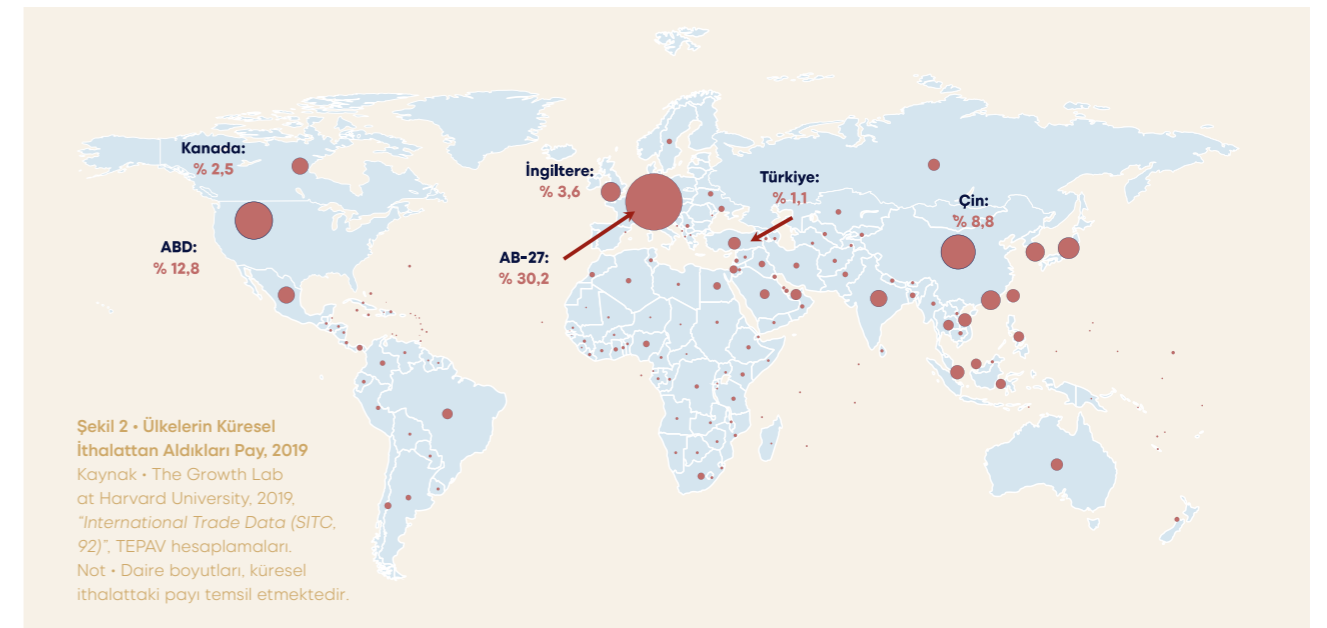 Kanada:
% 2,5
ABD:
% 12,8
İngiltere:
% 3,6
AB-27:
% 30,2
Türkiye:
% 1,1
Çin:
% 8,8
Şekil 2 • Ülkelerin Küresel
İthalattan Aldıkları Pay, 2019
Kaynak • The Growth Lab
at Harvard University, 2019,
“International Trade Data (SITC,
92)”, TEPAV hesaplamaları.
Not • Daire boyutları, küresel
ithalattaki payı temsil etmektedir.